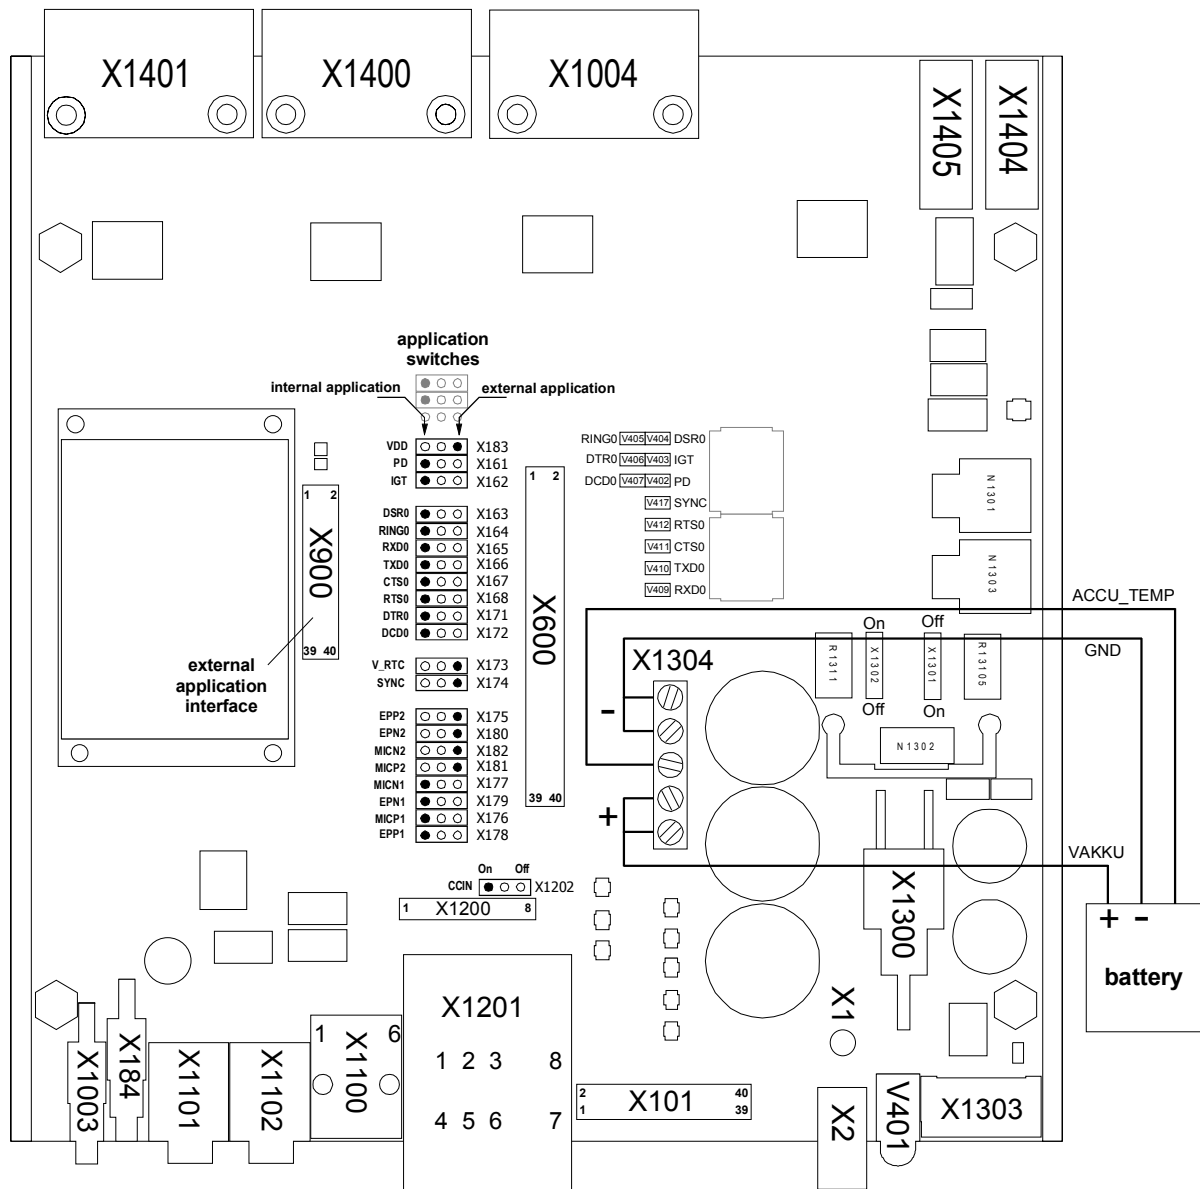 X1401
X1400
X1004
X1405
X1404
application
switches
internal application
external application
VDD X183
PD X161
IGT X162
DSR0 X163
RING0 X164
RXD0 X165
TXD0 X166
CTS0 X167
RTS0 X168
DTR0 X171
DCD0 X172
V_RTC X173
SYNC X174
EPP2 X175
EPN2 X180
MICN2 X182
MICP2 X181
MICN1 X177
EPN1 X179
MICP1 X176
EPP1 X178
RING0 V405 V404 DSR0
DTR0 V406 V403 IGT
DCD0 V407 V402 PD
V417 SYNC
V412 RTS0
V411 CTS0
V410 TXD0
V409 RXD0
1 2
X900
39 40
1 2
X600
39 40
external
application
interface
N1301
N1303
ACCU_TEMP
GND
On
Off
R1311
X1302
X1301
R13105
Off
On
N1302
X1304
-
+
VAKKU
+ -
battery
On Off
CCIN X1202
1 X1200 8
X1300
X1
X1201
1 2 3 8
4 5 6 7
X1003
X184
X1101
X1102
1 6
X1100
2 40
X101
1 39
X2
V401
X1303